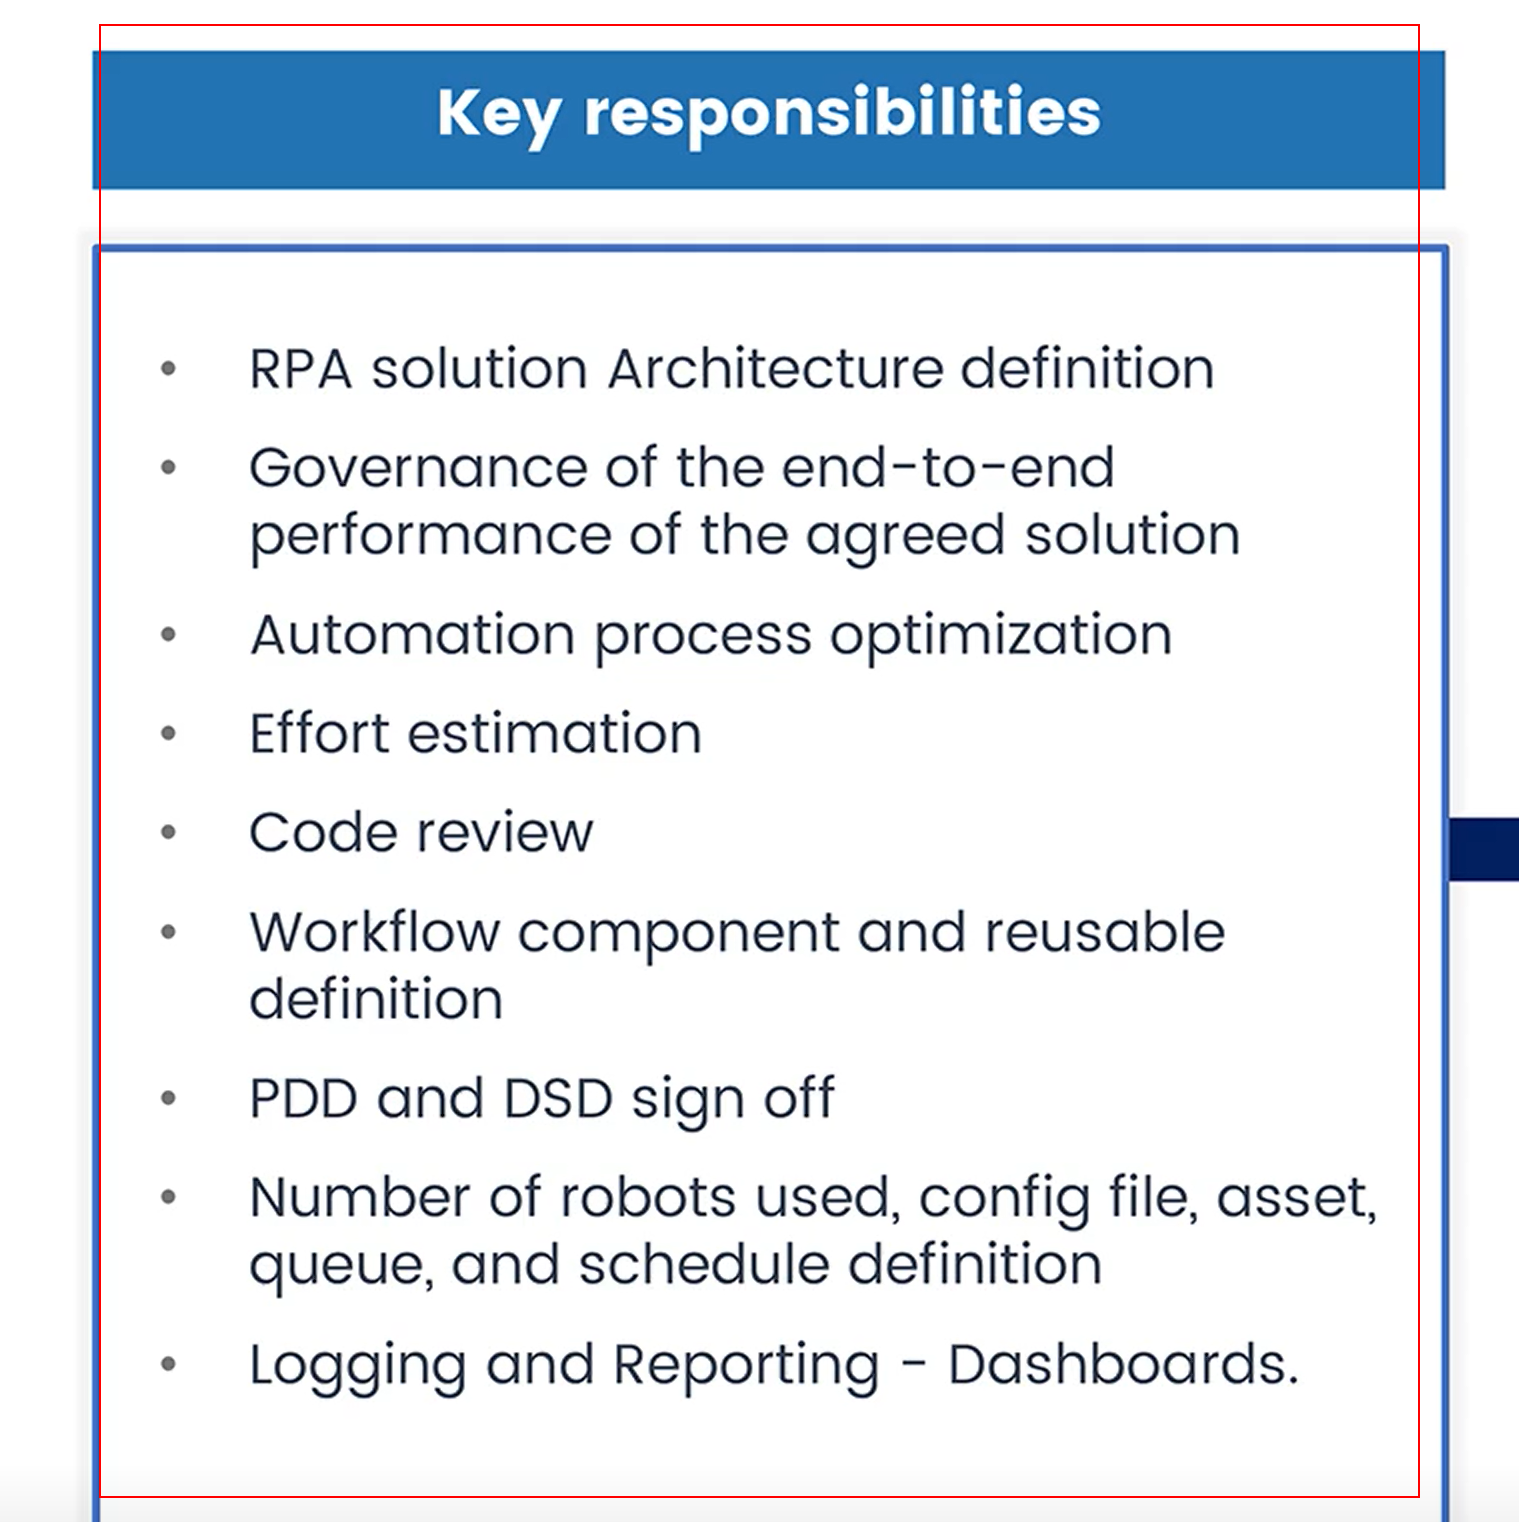 Key responsibilities
• RPA solution Architecture definition
• Governance of the end-to-end
performance of the agreed solution
• Automation process optimization
• Effort estimation
• Code review
• Workflow component and reusable
definition
• PDD and DSD sign off
• Number of robots used, config file, asset,
queue, and schedule definition
• Logging and Reporting - Dashboards.